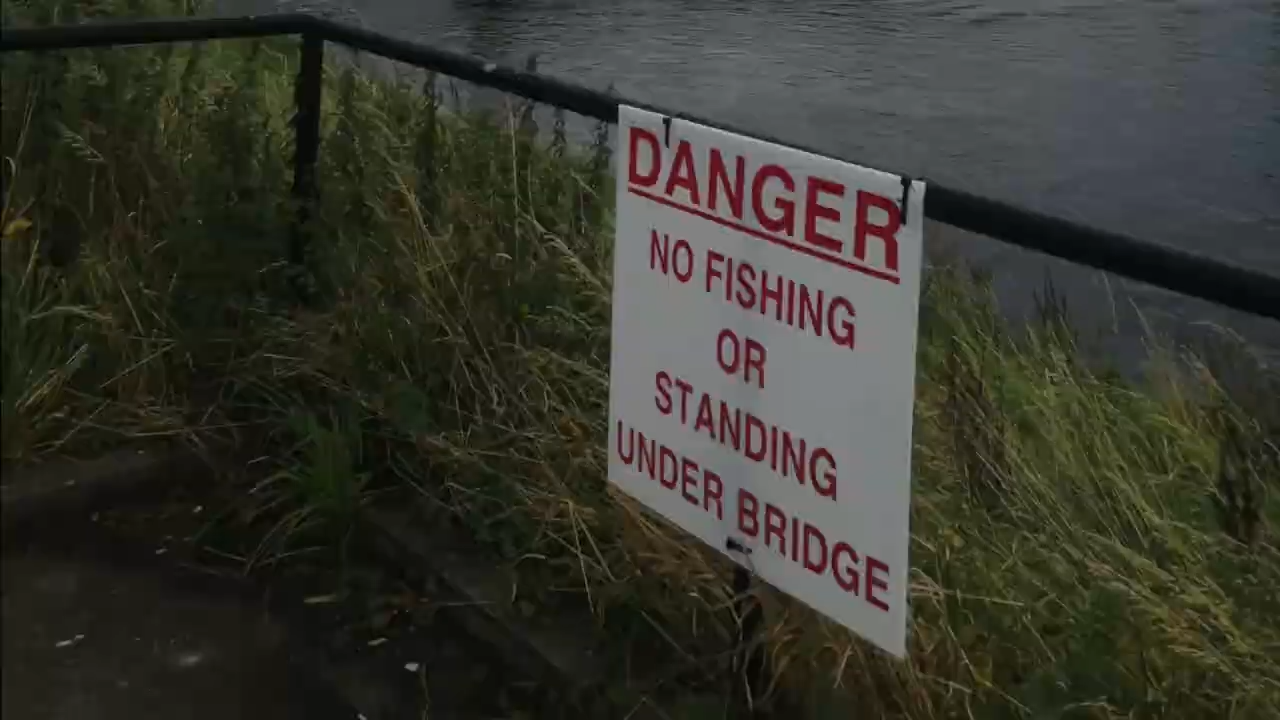 DANGER
NO FISHING
OR
STANDING
UNDER BRIDGE